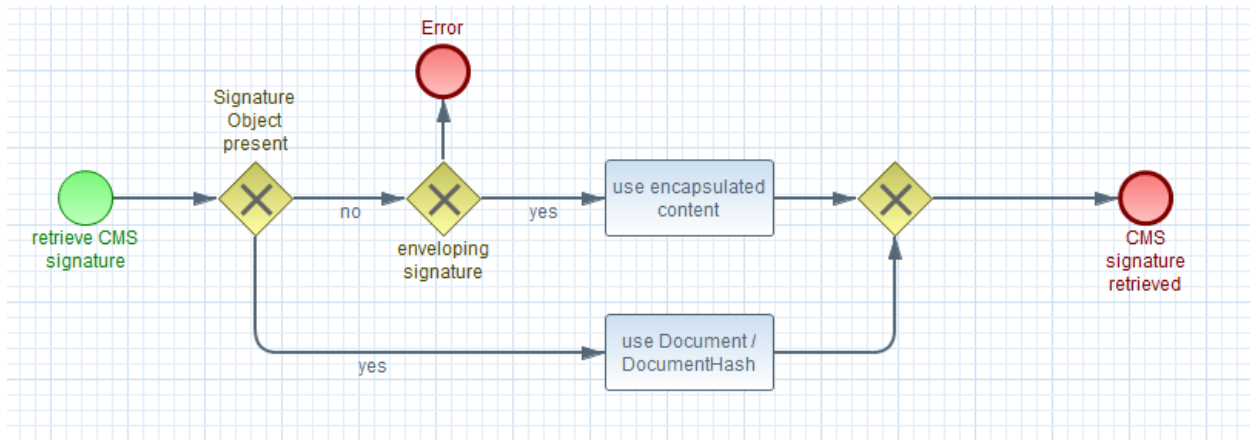 Error
Signature
Object
present
retrieve CMS
signature
no
enveloping
signature
yes
use encapsulated
content
CMS
signature
retrieved
yes
use Document /
DocumentHash